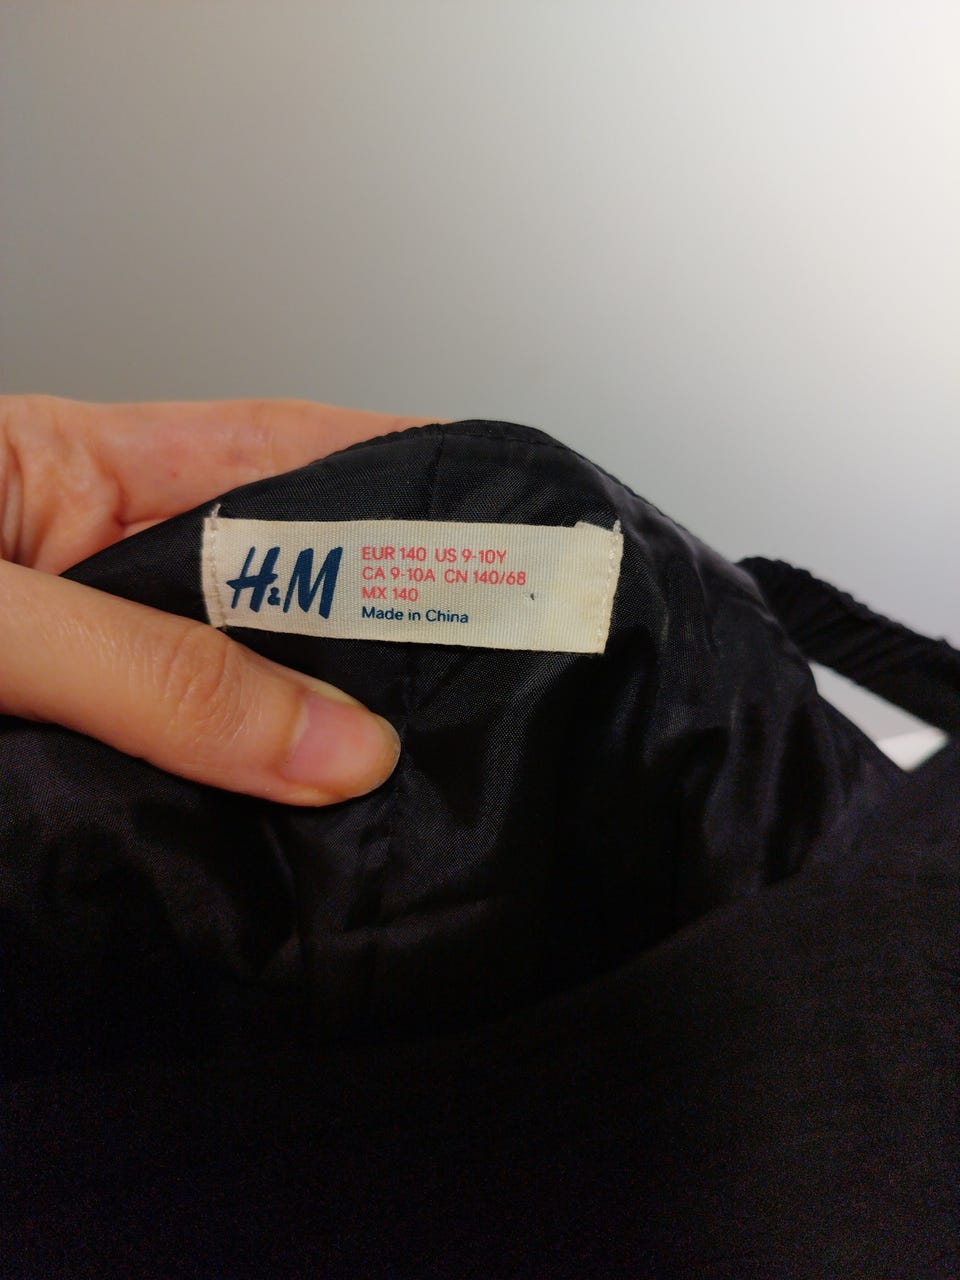 H&M
EUR 140 US 9-10Y
CA 9-10A CN 140/68
MX 140
Made in China